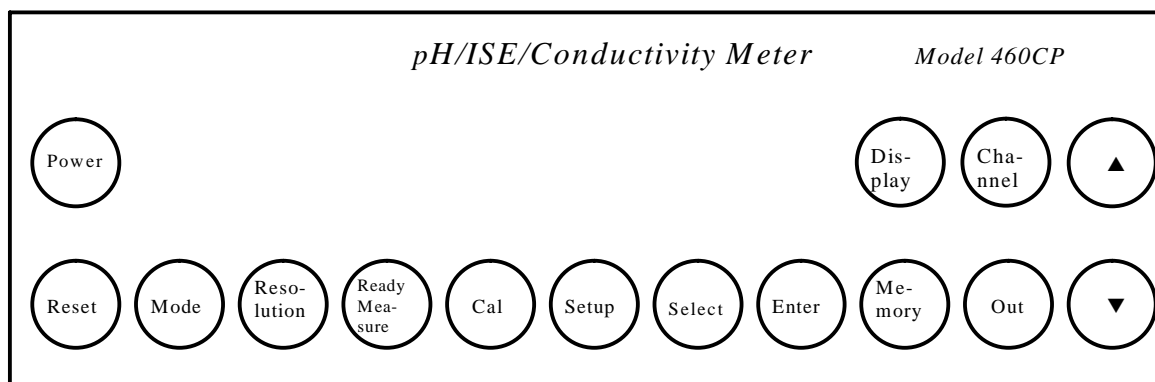 pH/ISE/Conductivity Meter
Model 460CP
Power
Dis-
play
Cha-
nnel
▲
Reset
Mode
Reso-
lution
Ready
Mea-
sure
Cal
Setup
Select
Enter
Me-
mory
Out
▼